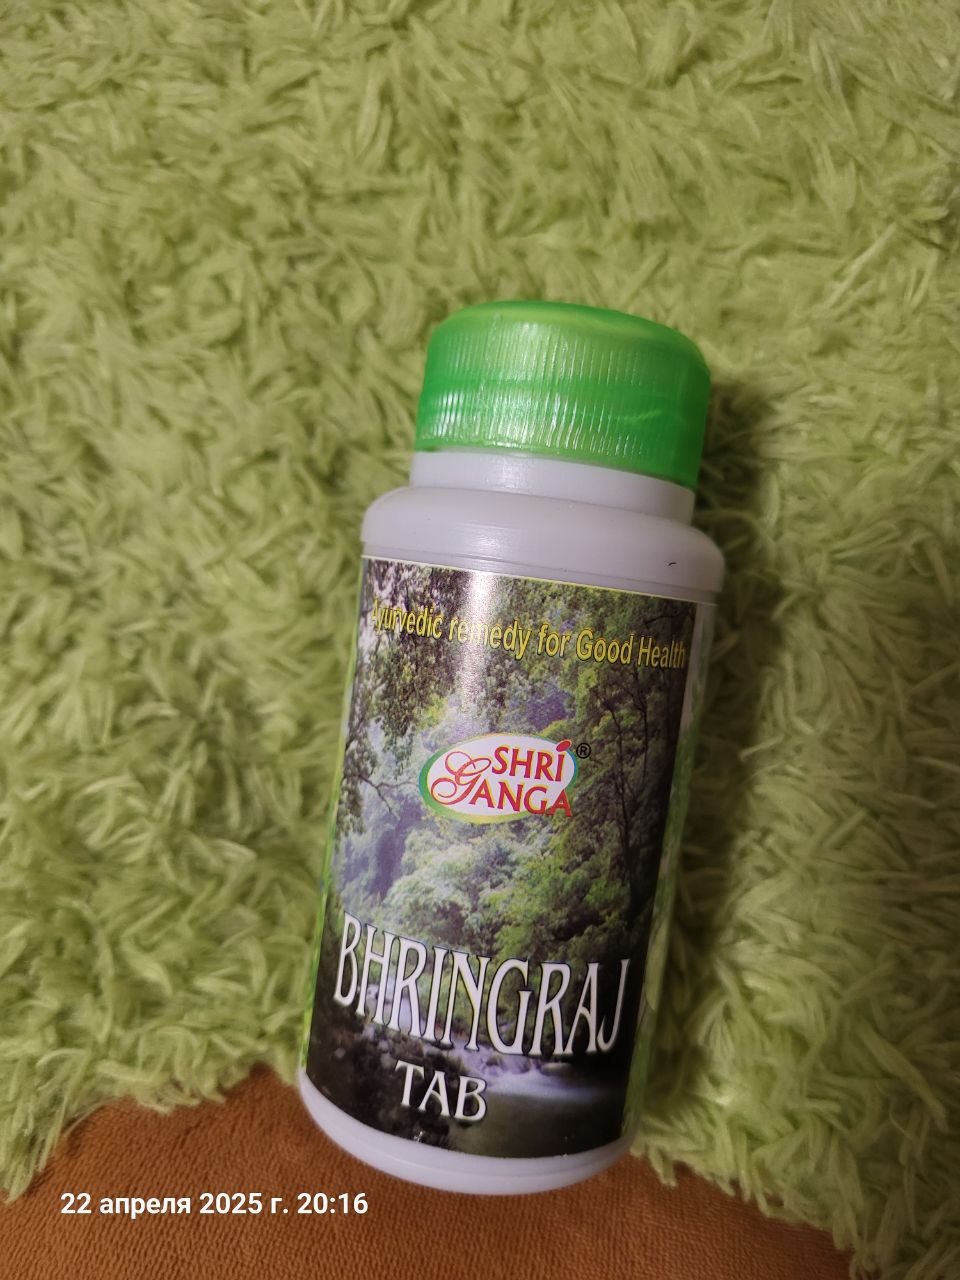 Ayurvedic remedy for Good Health
SHRI
GANGA
®
BHRINGRAJ
TAB
22 апреля 2025 г. 20:16